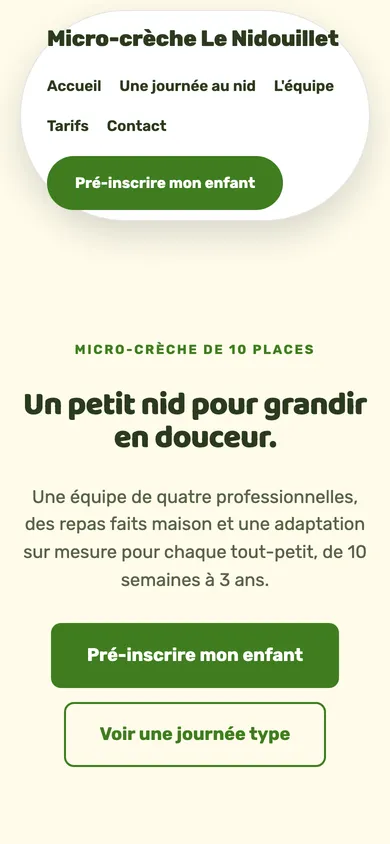 Micro-crèche Le Nidouillet
Accueil Une journée au nid L'équipe
Tarifs Contact
Pré-inscrire mon enfant
MICRO-CRÈCHE DE 10 PLACES
Un petit nid pour grandir
en douceur.
Une équipe de quatre professionnelles,
des repas faits maison et une adaptation
sur mesure pour chaque tout-petit, de 10
semaines à 3 ans.
Pré-inscrire mon enfant
Voir une journée type